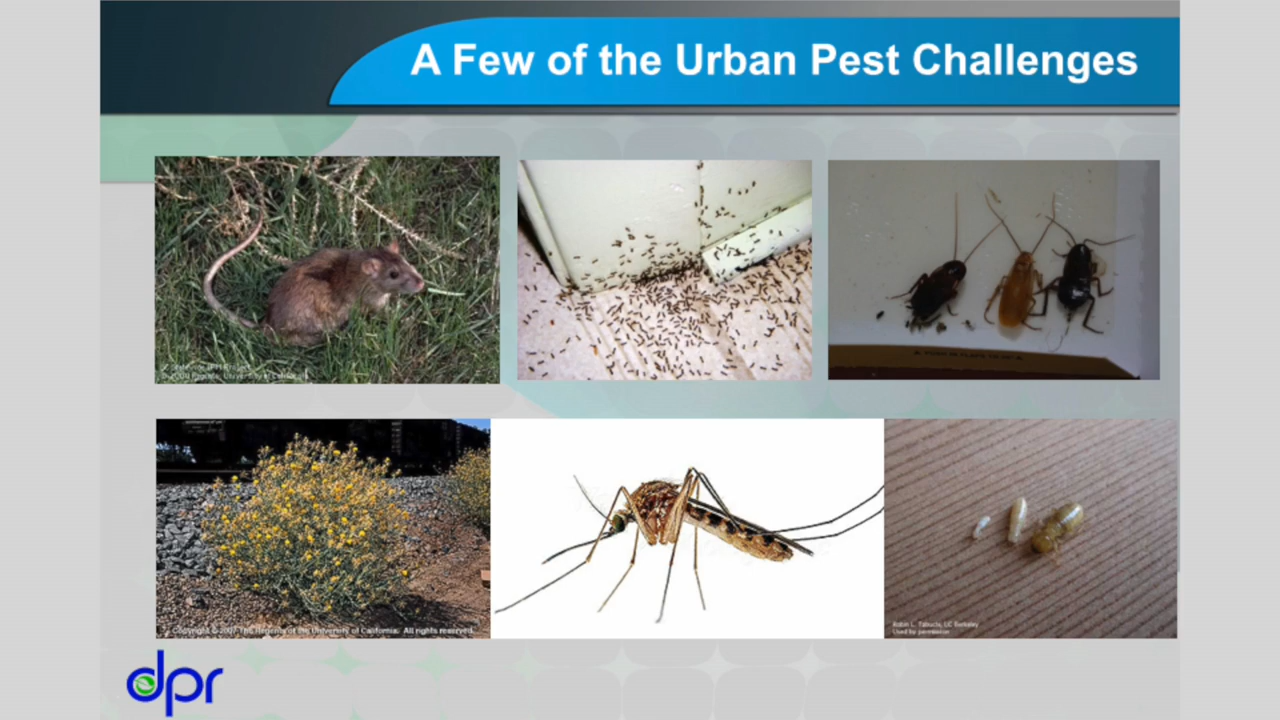 A Few of the Urban Pest Challenges
Copyright © 2007 The Regents of the University of California. All rights reserved.
Robin L. Tabuchi, UC Berkeley
Used by permission
dpr